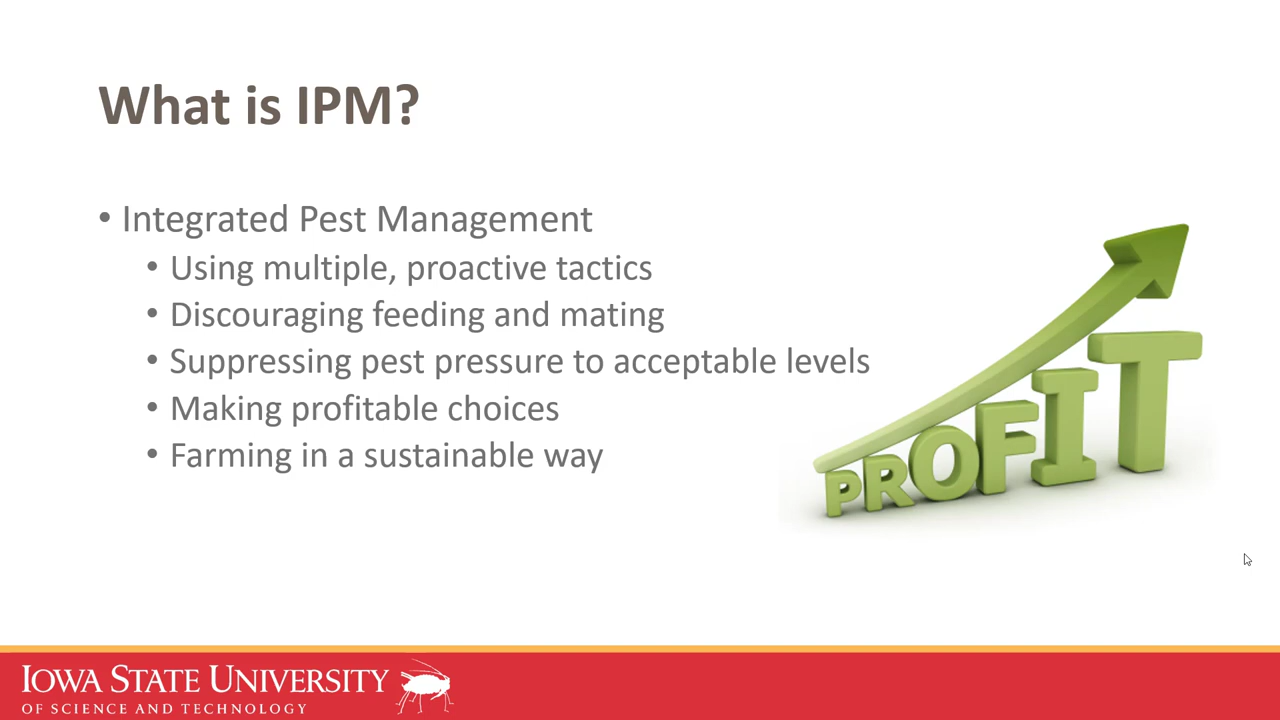 What is IPM?
• Integrated Pest Management
• Using multiple, proactive tactics
• Discouraging feeding and mating
• Suppressing pest pressure to acceptable levels
• Making profitable choices
• Farming in a sustainable way
PROFIT
IOWA STATE UNIVERSITY
OF SCIENCE AND TECHNOLOGY